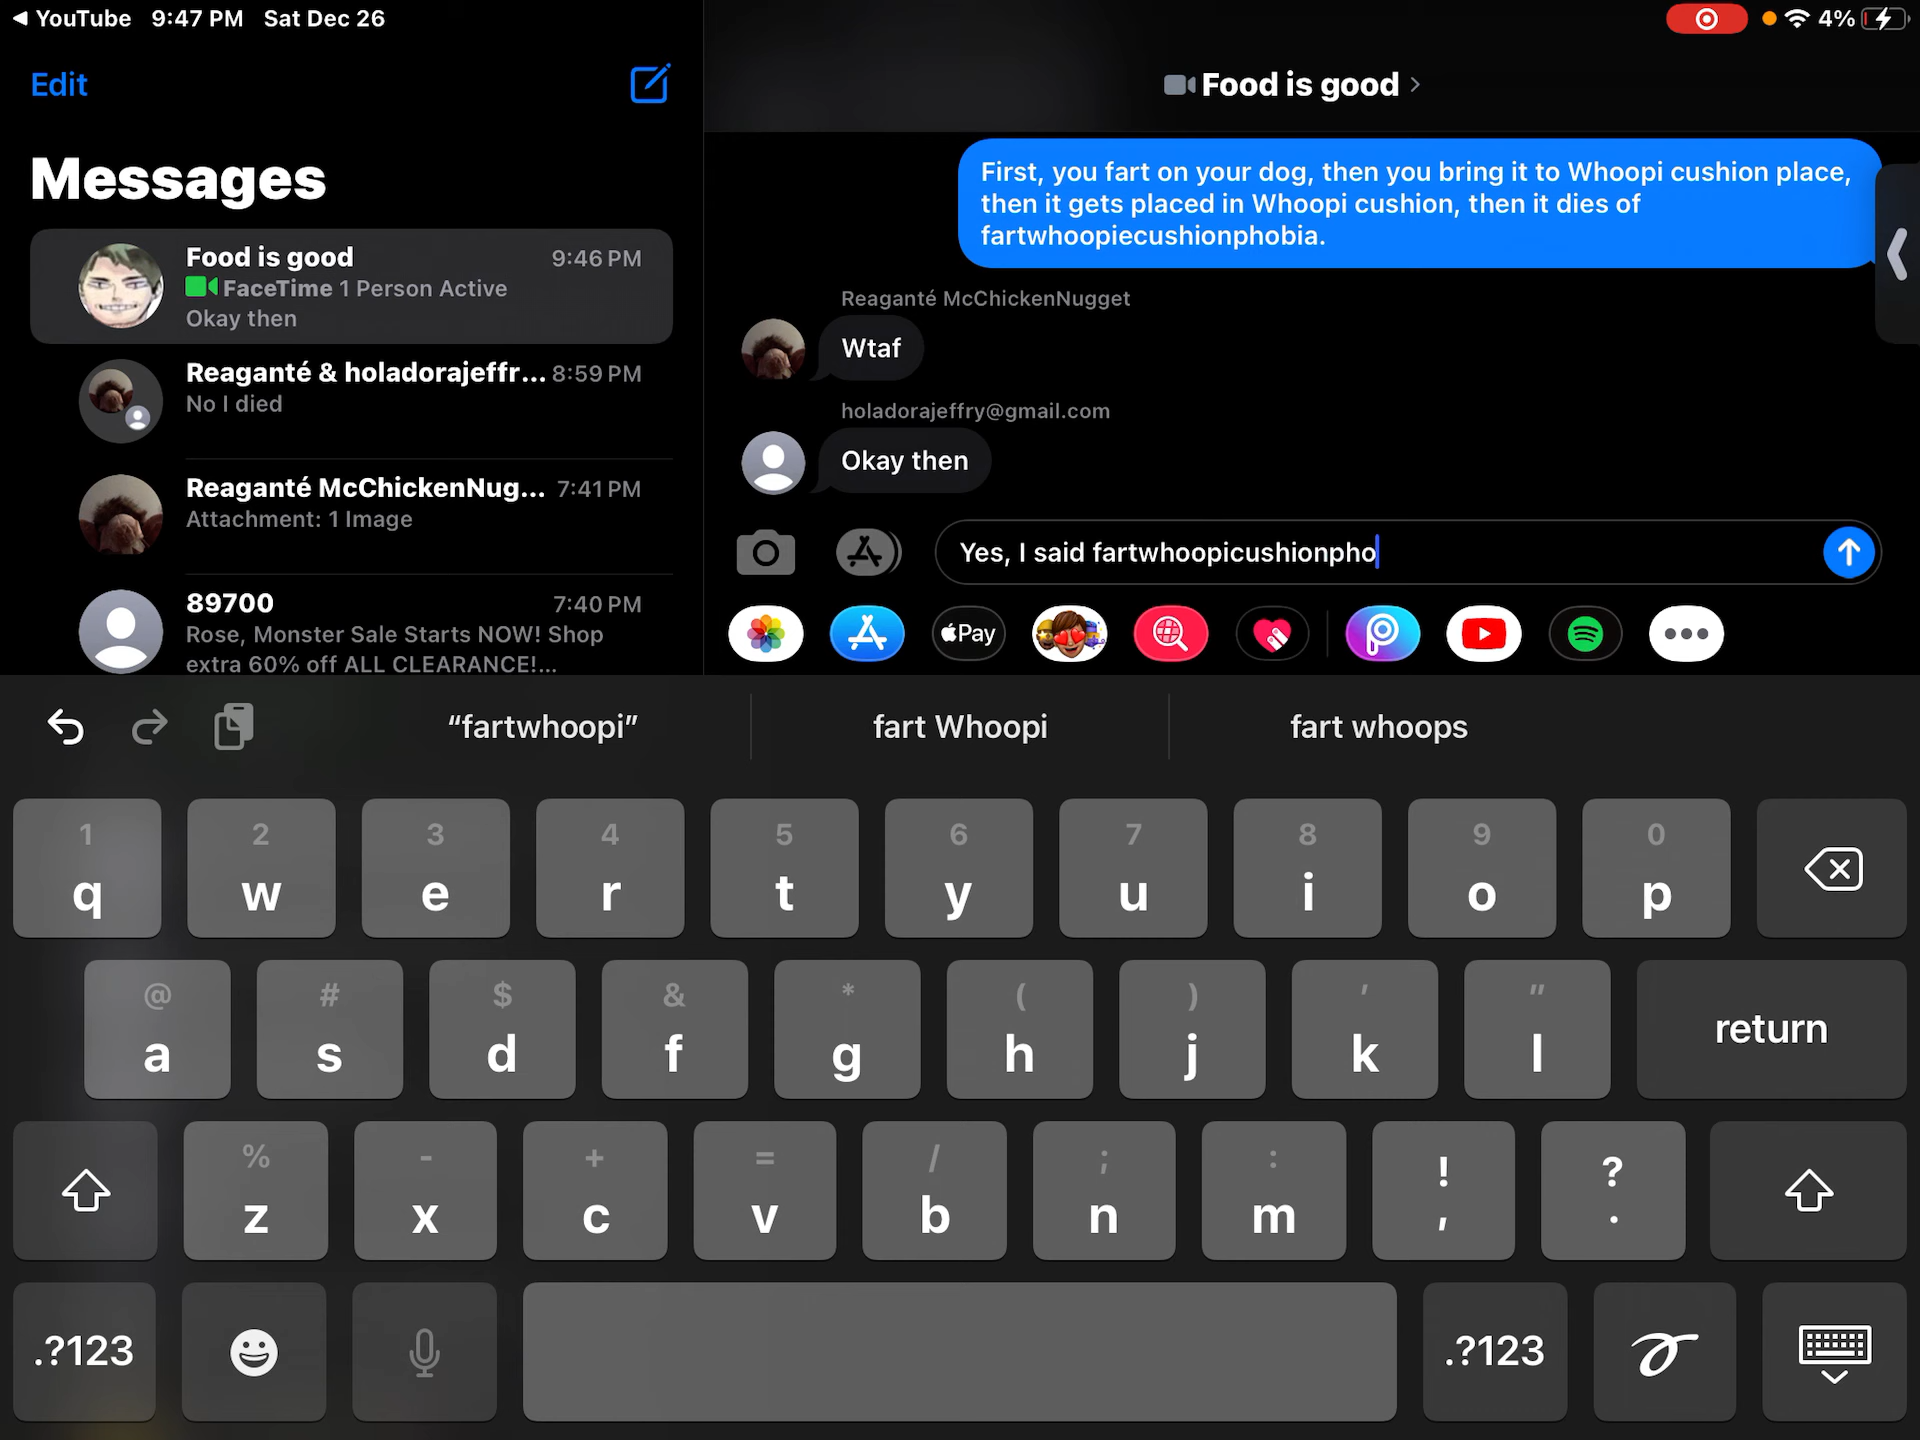 YouTube 9:47 PM Sat Dec 26
4%
Edit
Messages
Food is good 9:46 PM
FaceTime 1 Person Active
Okay then
Reaganté & holadorajeffr... 8:59 PM
No I died
Reaganté McChickenNug... 7:41 PM
Attachment: 1 Image
89700 7:40 PM
Rose, Monster Sale Starts NOW! Shop
extra 60% off ALL CLEARANCE!...
Food is good
First, you fart on your dog, then you bring it to Whoopi cushion place,
then it gets placed in Whoopi cushion, then it dies of
fartwhoopiecushionphobia.
Reaganté McChickenNugget
Wtaf
holadorajeffry@gmail.com
Okay then
Yes, I said fartwhoopicushionpho
Pay
“fartwhoopi” fart Whoopi fart whoops
1 2 3 4 5 6 7 8 9 0
q w e r t y u i o p
@ # $ & * ( ) ' "
a s d f g h j k l return
% - + = / ; : ! ?
z x c v b n m , .
.?123 .?123